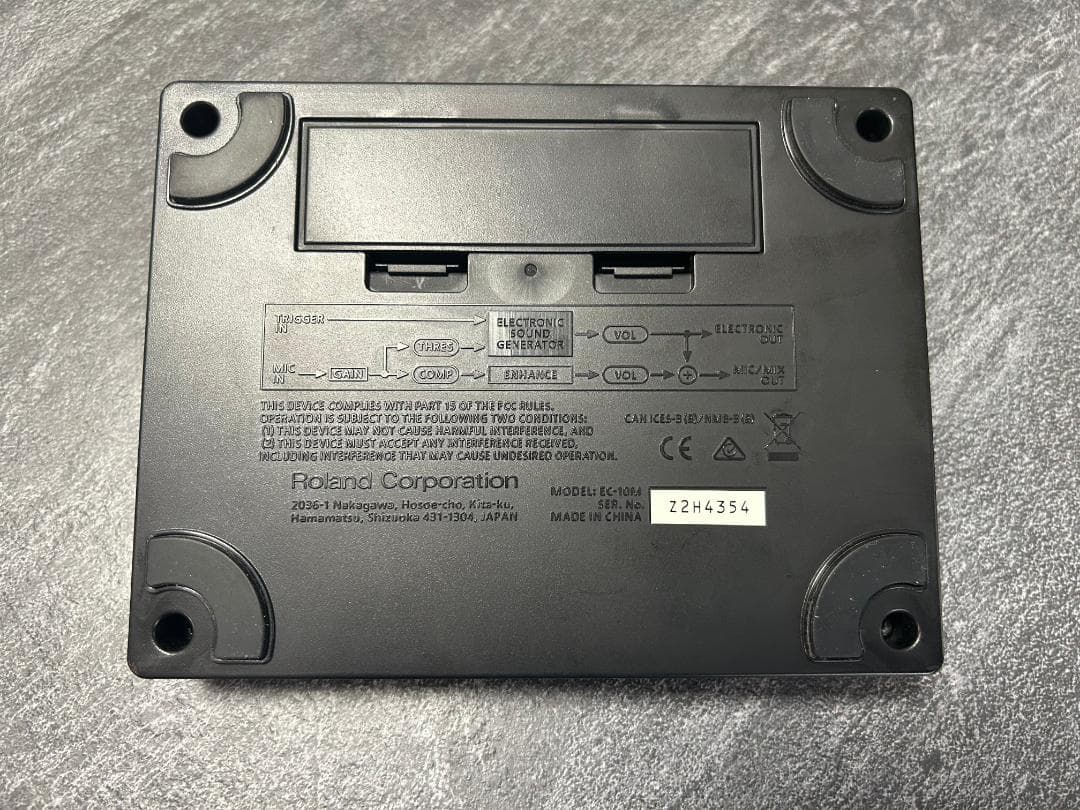 TRIGGER IN
ELECTRONIC SOUND GENERATOR
VOL
ELECTRONIC OUT
THRES
MIC IN
GAIN
COMP
ENHANCE
VOL
+
MIC/MIX OUT
THIS DEVICE COMPLIES WITH PART 15 OF THE FCC RULES.
OPERATION IS SUBJECT TO THE FOLLOWING TWO CONDITIONS:
(1) THIS DEVICE MAY NOT CAUSE HARMFUL INTERFERENCE, AND
(2) THIS DEVICE MUST ACCEPT ANY INTERFERENCE RECEIVED,
INCLUDING INTERFERENCE THAT MAY CAUSE UNDESIRED OPERATION.
CAN ICES-3 (B)/NMB-3 (B)
CE
Roland Corporation
2036-1 Nakagawa, Hosoe-cho, Kita-ku,
Hamamatsu, Shizuoka 431-1304, JAPAN
MODEL: EC-10M
SER. No. Z2H4354
MADE IN CHINA